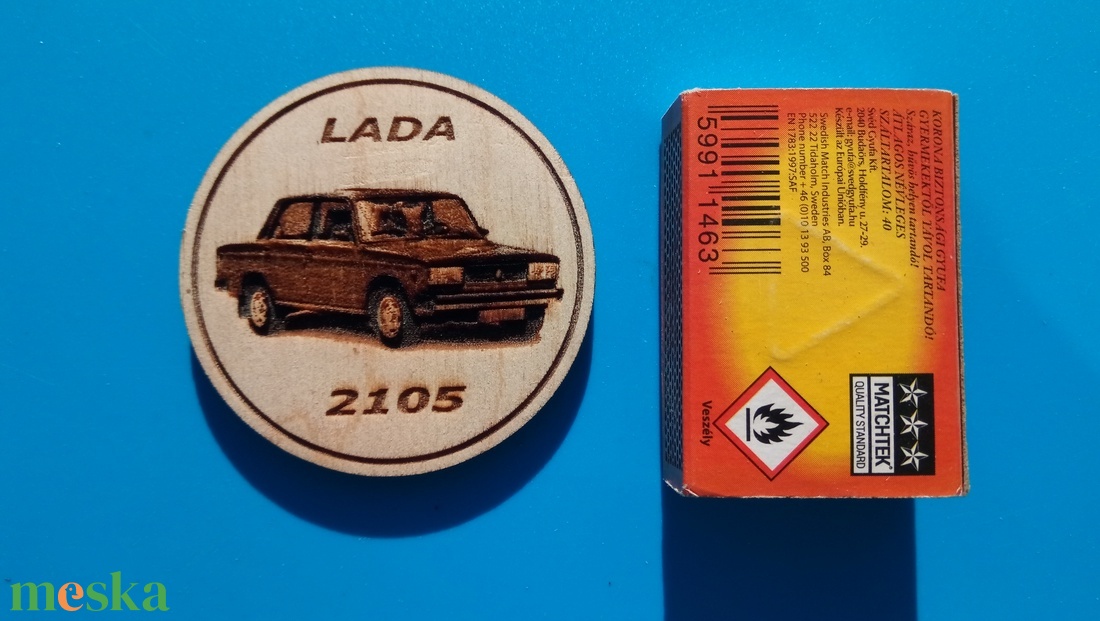 LADA
2105
KORONA BIZTONSÁGI GYUFA
GYERMEKEKTŐL TÁVOL TARTANDÓ!
Száraz, hűvös helyen tartandó!
ÁTLAGOS NÉVLEGES
SZÁLTARTALOM: 40
Swed Gyufa Kft.
2040 Budaörs, Holdfény u. 27-29.
e-mail: gyufa@svedgyufa.hu
Készült az Európai Unióban.
Swedish Match Industries AB, Box 84
522 22 Tidaholm, Sweden
Phone number + 46 (0)10 13 93 500
EN 1783:1997:SAF
5991 1463
MATCHTEK
QUALITY STANDARD
Veszély
meska